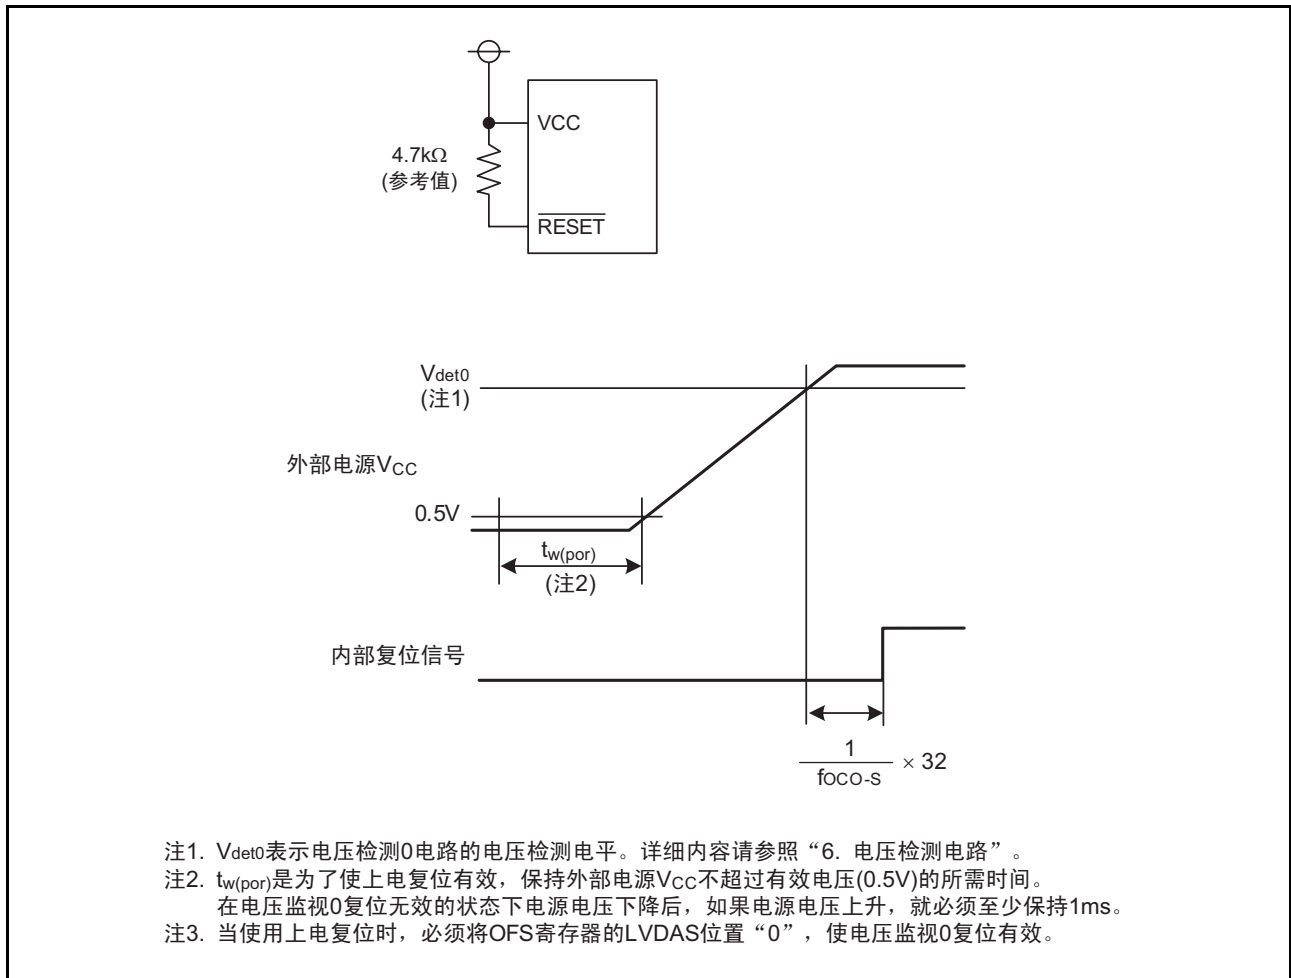 VCC
4.7kΩ
(参考值)
RESET
Vdet0
(注1)
外部电源VCC
0.5V
tw(por)
(注2)
内部复位信号
1
fOCO-S
× 32
注1. Vdet0表示电压检测0电路的电压检测电平。详细内容请参照“6. 电压检测电路”。
注2. tw(por)是为了使上电复位有效，保持外部电源VCC不超过有效电压(0.5V)的所需时间。
在电压监视0复位无效的状态下电源电压下降后，如果电源电压上升，就必须至少保持1ms。
注3. 当使用上电复位时，必须将OFS寄存器的LVDAS位置“0”，使电压监视0复位有效。